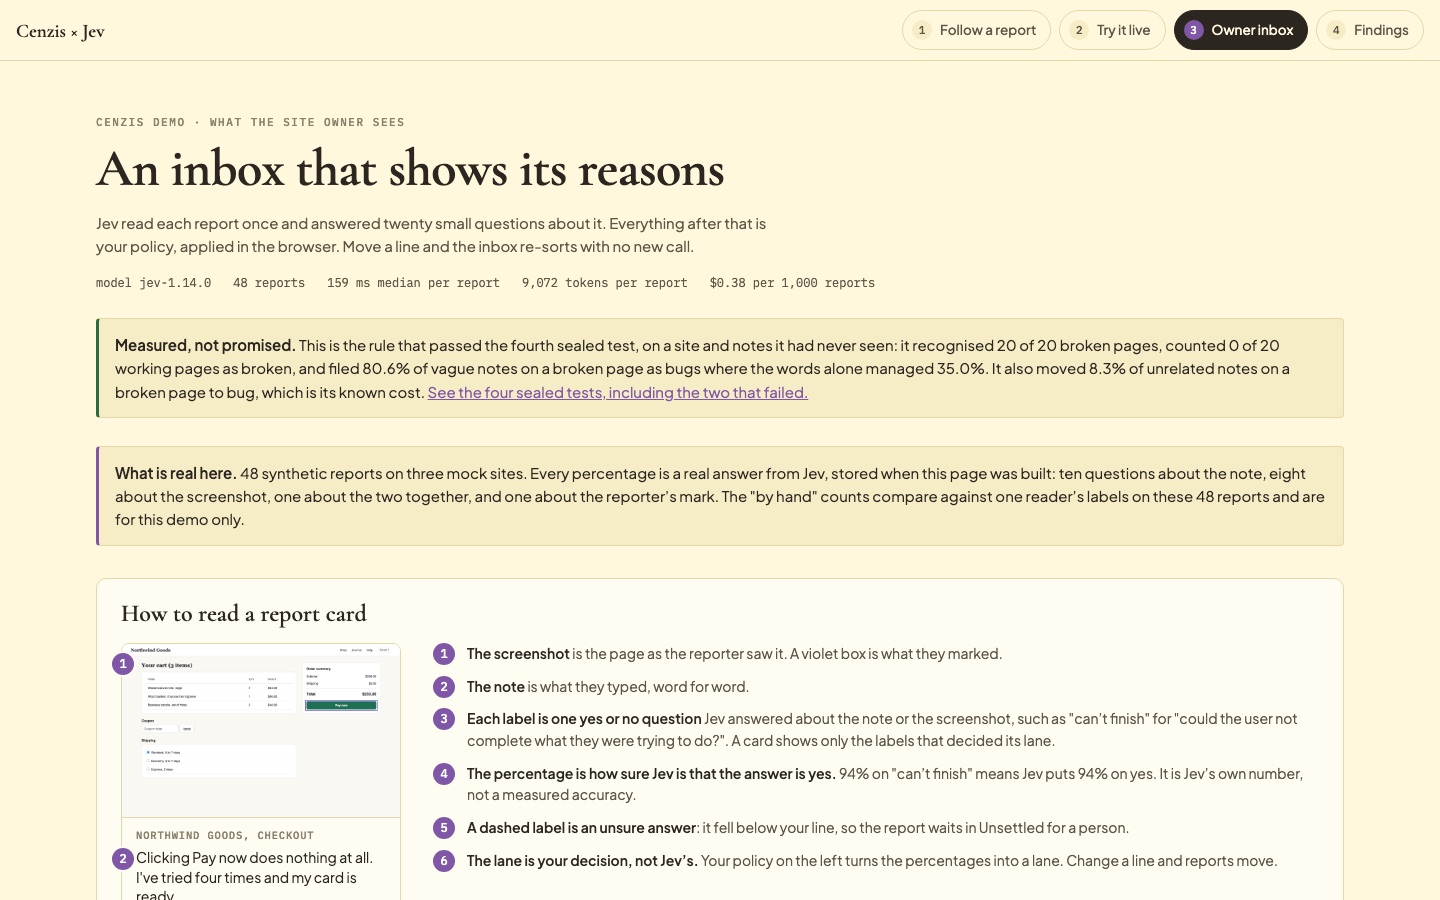 Cenzis × Jev
1 Follow a report
2 Try it live
3 Owner inbox
4 Findings
CENZIS DEMO · WHAT THE SITE OWNER SEES
An inbox that shows its reasons
Jev read each report once and answered twenty small questions about it. Everything after that is
your policy, applied in the browser. Move a line and the inbox re-sorts with no new call.
model jev-1.14.0 48 reports 159 ms median per report 9,072 tokens per report $0.38 per 1,000 reports
Measured, not promised. This is the rule that passed the fourth sealed test, on a site and notes it had never seen: it recognised 20 of 20 broken pages, counted 0 of 20
working pages as broken, and filed 80.6% of vague notes on a broken page as bugs where the words alone managed 35.0%. It also moved 8.3% of unrelated notes on a
broken page to bug, which is its known cost. See the four sealed tests, including the two that failed.
What is real here. 48 synthetic reports on three mock sites. Every percentage is a real answer from Jev, stored when this page was built: ten questions about the note, eight
about the screenshot, one about the two together, and one about the reporter's mark. The "by hand" counts compare against one reader's labels on these 48 reports and are
for this demo only.
How to read a report card
1
Northwind Goods
Your cart (3 items)
Order summary
Total
Pay now
Coupon
Shipping
NORTHWIND GOODS, CHECKOUT
2 Clicking Pay now does nothing at all.
I've tried four times and my card is
ready.
1 The screenshot is the page as the reporter saw it. A violet box is what they marked.
2 The note is what they typed, word for word.
3 Each label is one yes or no question Jev answered about the note or the screenshot, such as "can't finish" for "could the user not
complete what they were trying to do?". A card shows only the labels that decided its lane.
4 The percentage is how sure Jev is that the answer is yes. 94% on "can't finish" means Jev puts 94% on yes. It is Jev's own number,
not a measured accuracy.
5 A dashed label is an unsure answer: it fell below your line, so the report waits in Unsettled for a person.
6 The lane is your decision, not Jev's. Your policy on the left turns the percentages into a lane. Change a line and reports move.